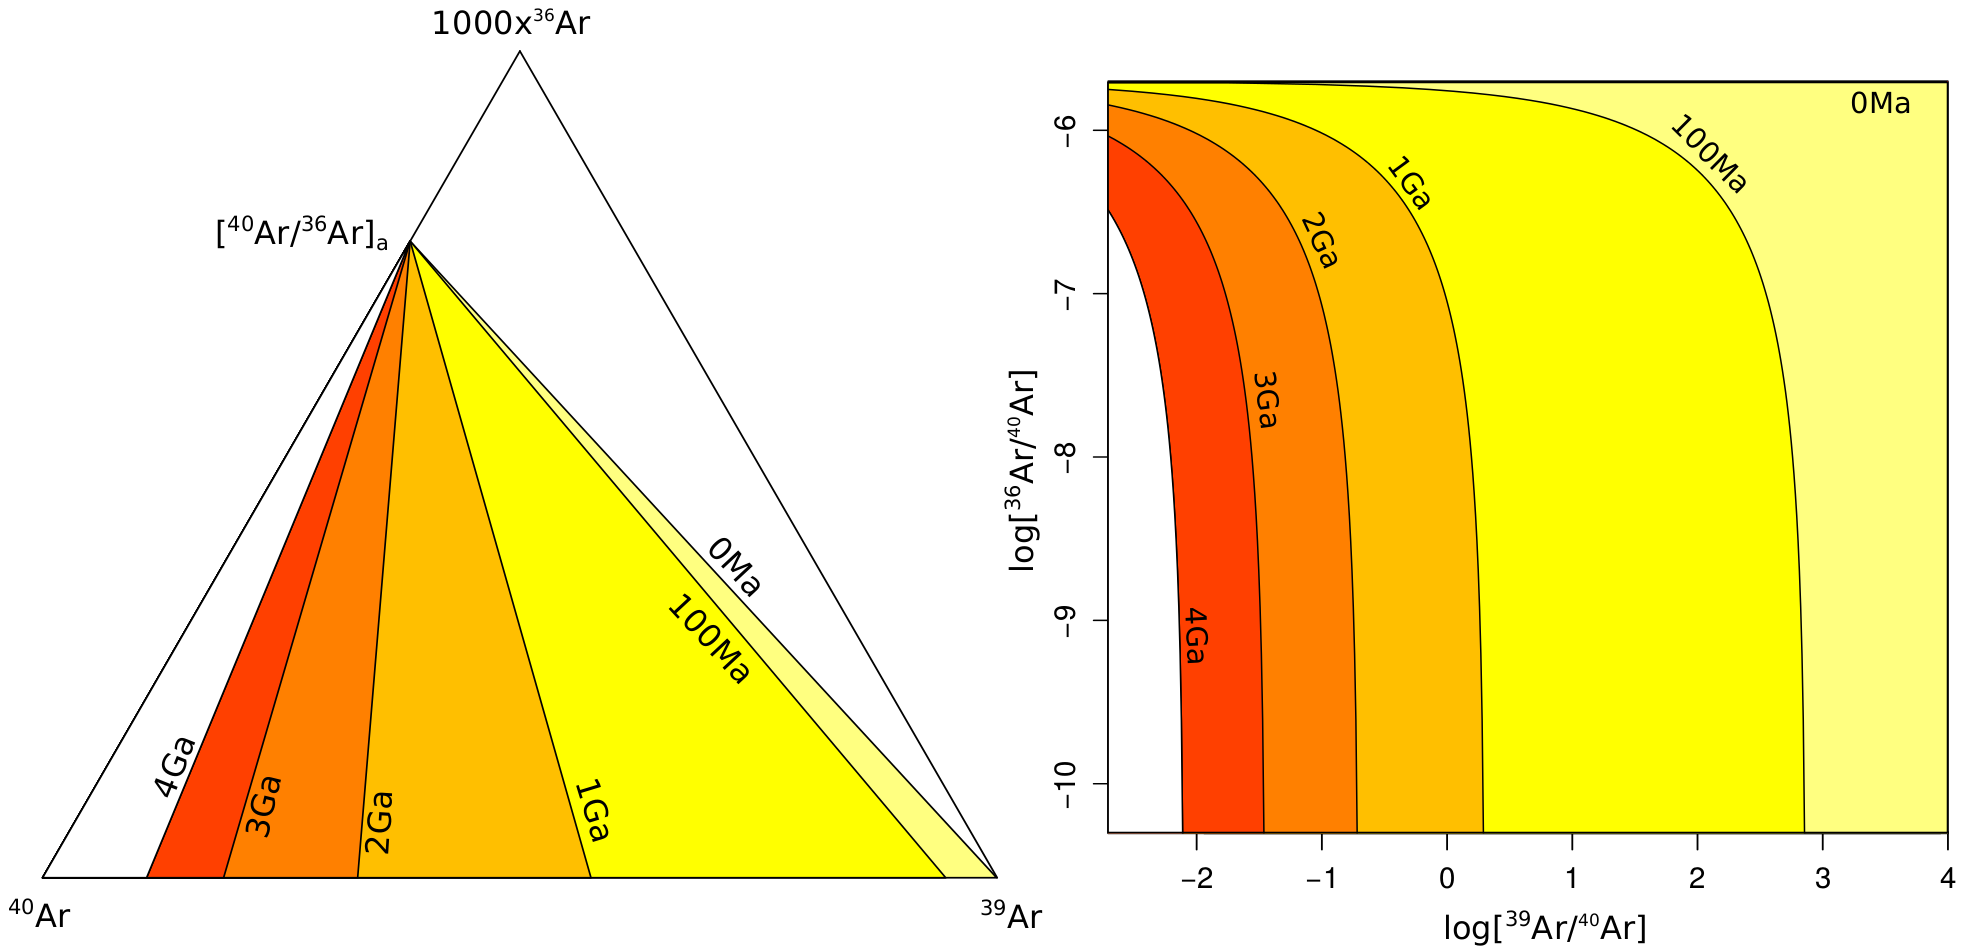 1000x³⁶Ar
[⁴⁰Ar/³⁶Ar]ₐ
0Ma
100Ma
4Ga
3Ga
2Ga
1Ga
⁴⁰Ar
³⁹Ar
0Ma
100Ma
1Ga
2Ga
3Ga
4Ga
−6
−7
−8
−9
−10
log[³⁶Ar/⁴⁰Ar]
−2
−1
0
1
2
3
4
log[³⁹Ar/⁴⁰Ar]